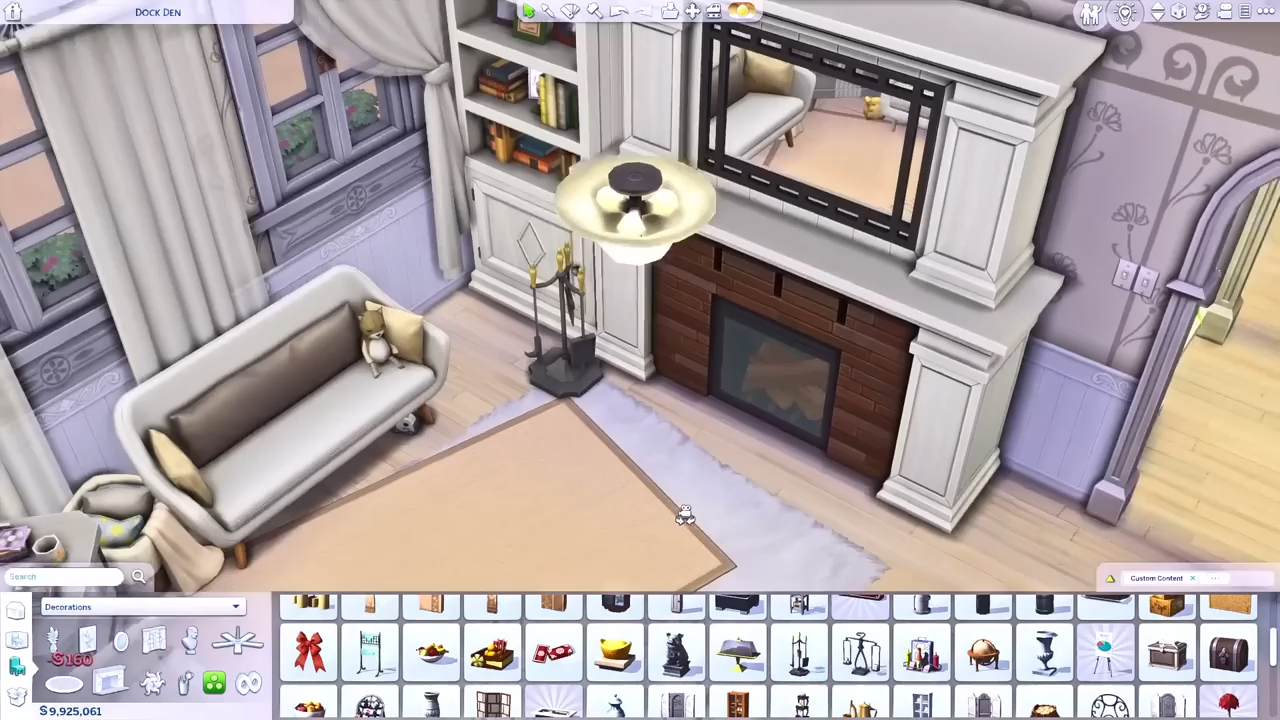 DOCK DEN
Search
Custom Content
Decorations
-$160
$9,925,061